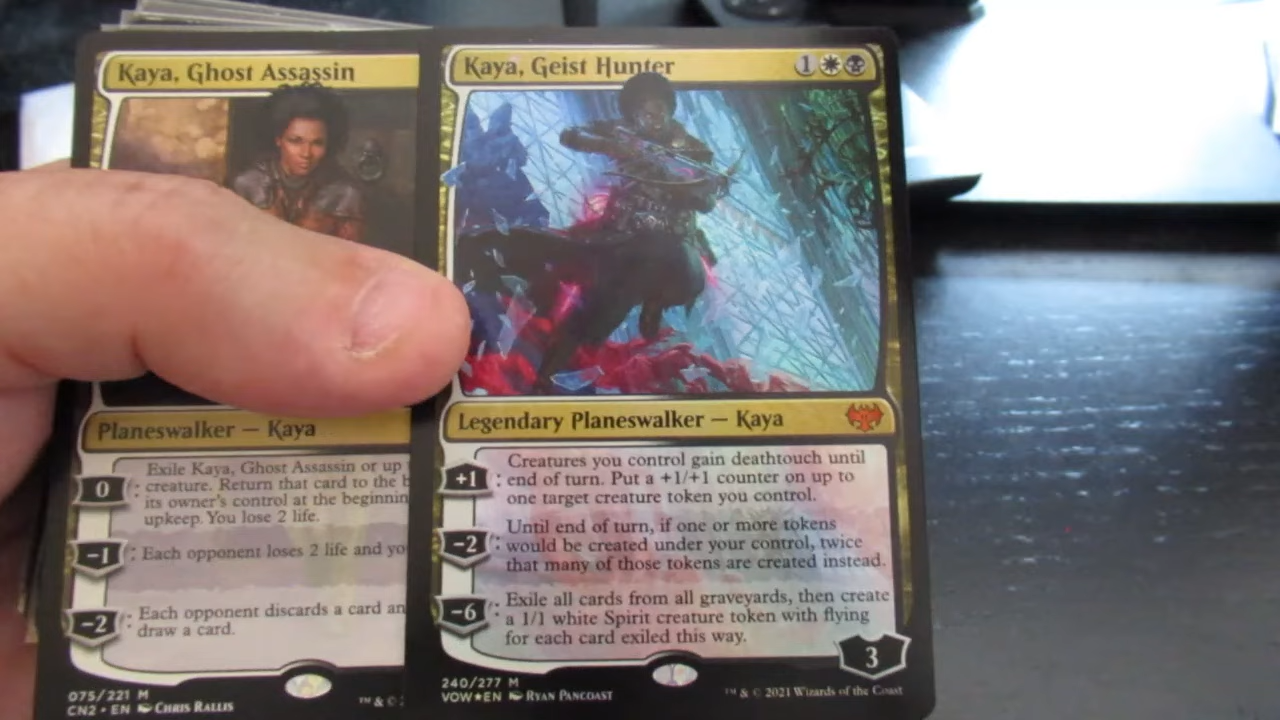 Kaya, Ghost Assassin
Planeswalker — Kaya
0 : Exile Kaya, Ghost Assassin or up
creature. Return that card to the b
its owner's control at the beginnin
upkeep. You lose 2 life.
−1 : Each opponent loses 2 life and yo
−2 : Each opponent discards a card an
draw a card.
075/221 M
CN2 • EN CHRIS RALLIS
™ & © 2
Kaya, Geist Hunter 1
Legendary Planeswalker — Kaya
+1 : Creatures you control gain deathtouch until
end of turn. Put a +1/+1 counter on up to
one target creature token you control.
−2 : Until end of turn, if one or more tokens
would be created under your control, twice
that many of those tokens are created instead.
−6 : Exile all cards from all graveyards, then create
a 1/1 white Spirit creature token with flying
for each card exiled this way.
3
240/277 M
VOW★EN RYAN PANCOAST
™ & © 2021 Wizards of the Coast